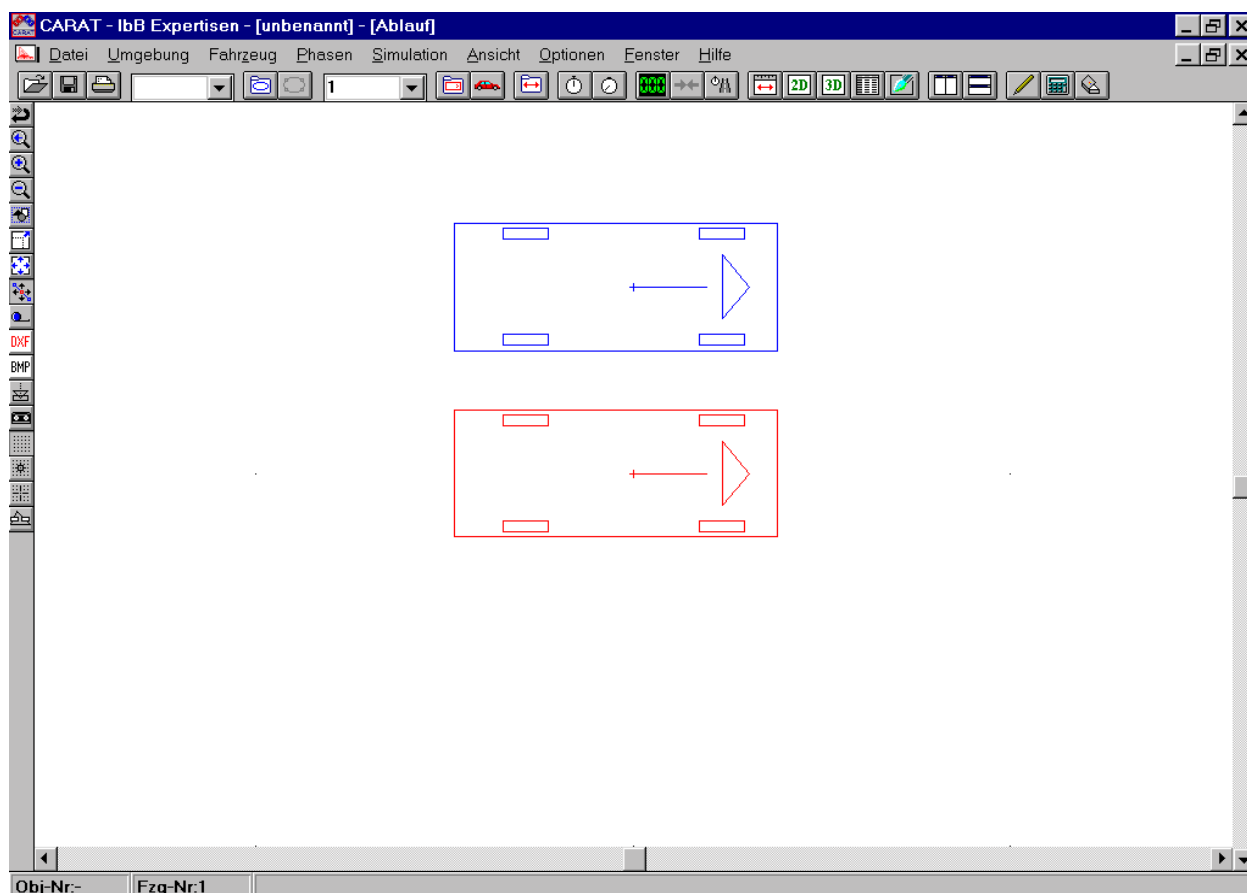 CARAT - IbB Expertisen - [unbenannt] - [Ablauf]
Datei Umgebung Fahrzeug Phasen Simulation Ansicht Optionen Fenster Hilfe
1 000 2D 3D
DXF
BMP
Obj-Nr:- Fzg-Nr:1